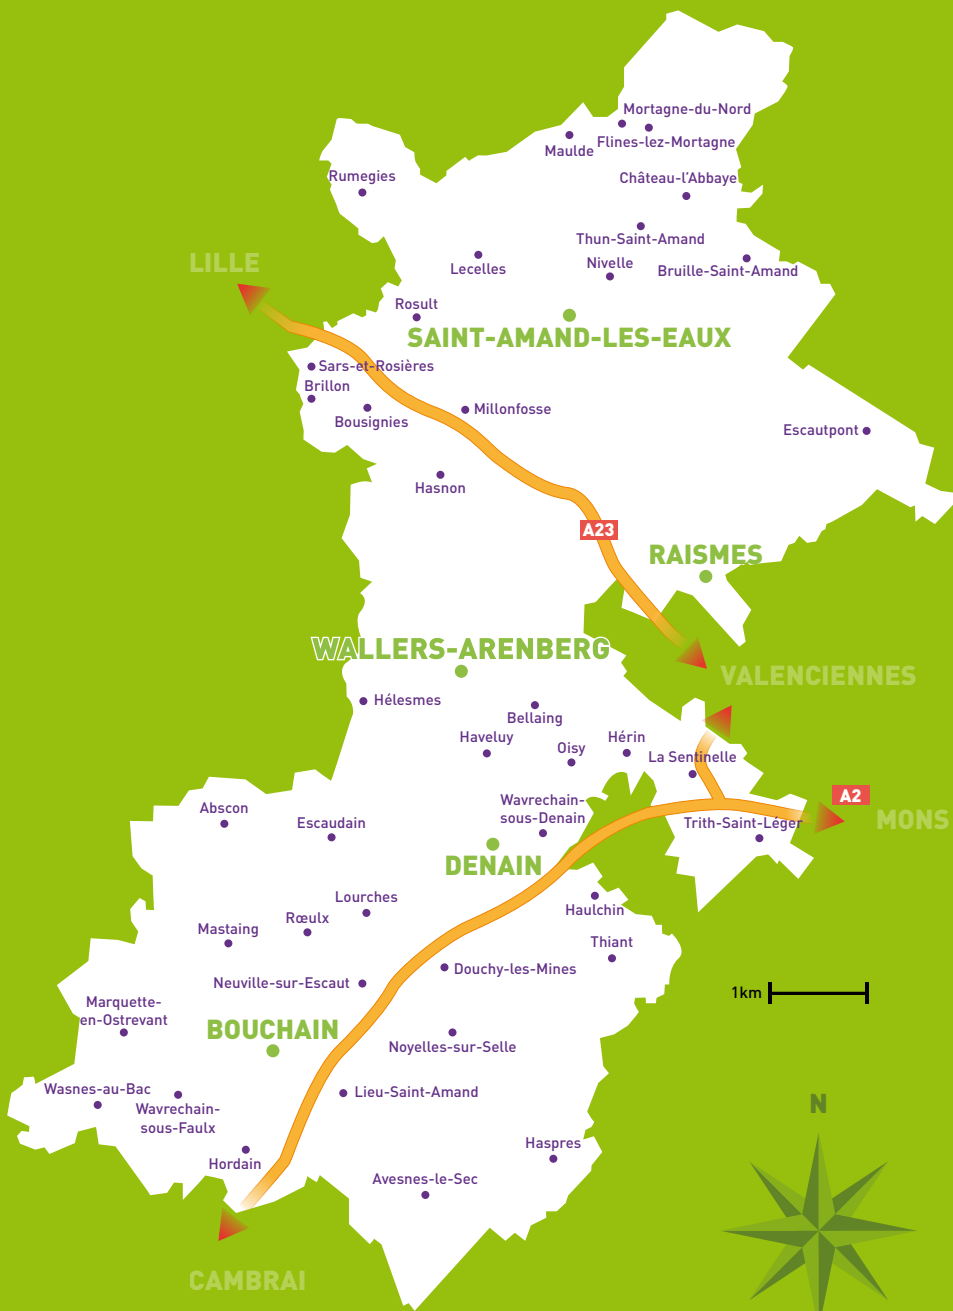 Mortagne-du-Nord
Flines-lez-Mortagne
Maulde
Rumegies
Château-l'Abbaye
Thun-Saint-Amand
Nivelle
Bruille-Saint-Amand
LILLE
Lecelles
Rosult
SAINT-AMAND-LES-EAUX
Sars-et-Rosières
Brillon
Bousignies
Millonfosse
Escautpont
Hasnon
A23
RAISMES
WALLERS-ARENBERG
VALENCIENNES
Hélesmes
Bellaing
Haveluy
Oisy
Hérin
La Sentinelle
A2
MONS
Abscon
Escaudain
Wavrechain-
sous-Denain
Trith-Saint-Léger
DENAIN
Lourches
Haulchin
Rœulx
Mastaing
Thiant
Douchy-les-Mines
Neuville-sur-Escaut
1km
Marquette-
en-Ostrevant
BOUCHAIN
Noyelles-sur-Selle
Wasnes-au-Bac
Lieu-Saint-Amand
Wavrechain-
sous-Faulx
N
Hordain
Haspres
Avesnes-le-Sec
CAMBRAI